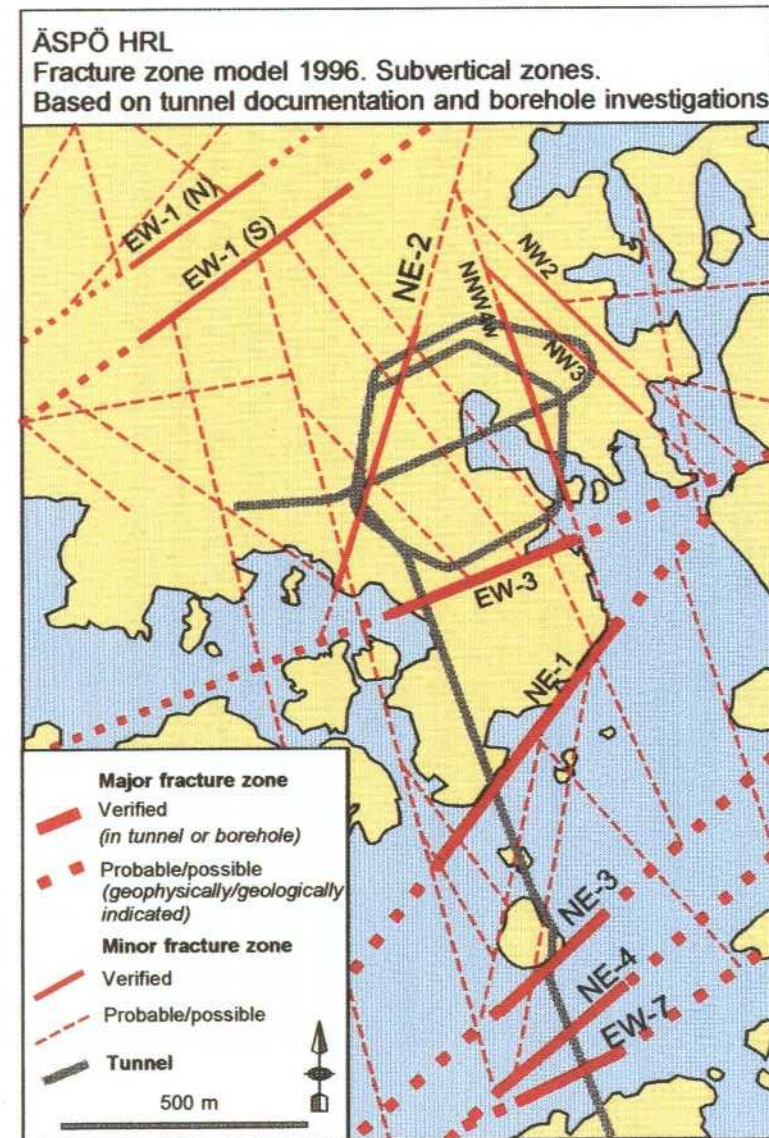 ÄSPÖ HRL
Fracture zone model 1996. Subvertical zones.
Based on tunnel documentation and borehole investigations
EW-1 (N)
EW-1 (S)
NE-2
NW2
NNW4W
NW3
EW-3
NE-1
NE-3
NE-4
EW-7
Major fracture zone
Verified
(in tunnel or borehole)
Probable/possible
(geophysically/geologically
indicated)
Minor fracture zone
Verified
Probable/possible
Tunnel
500 m